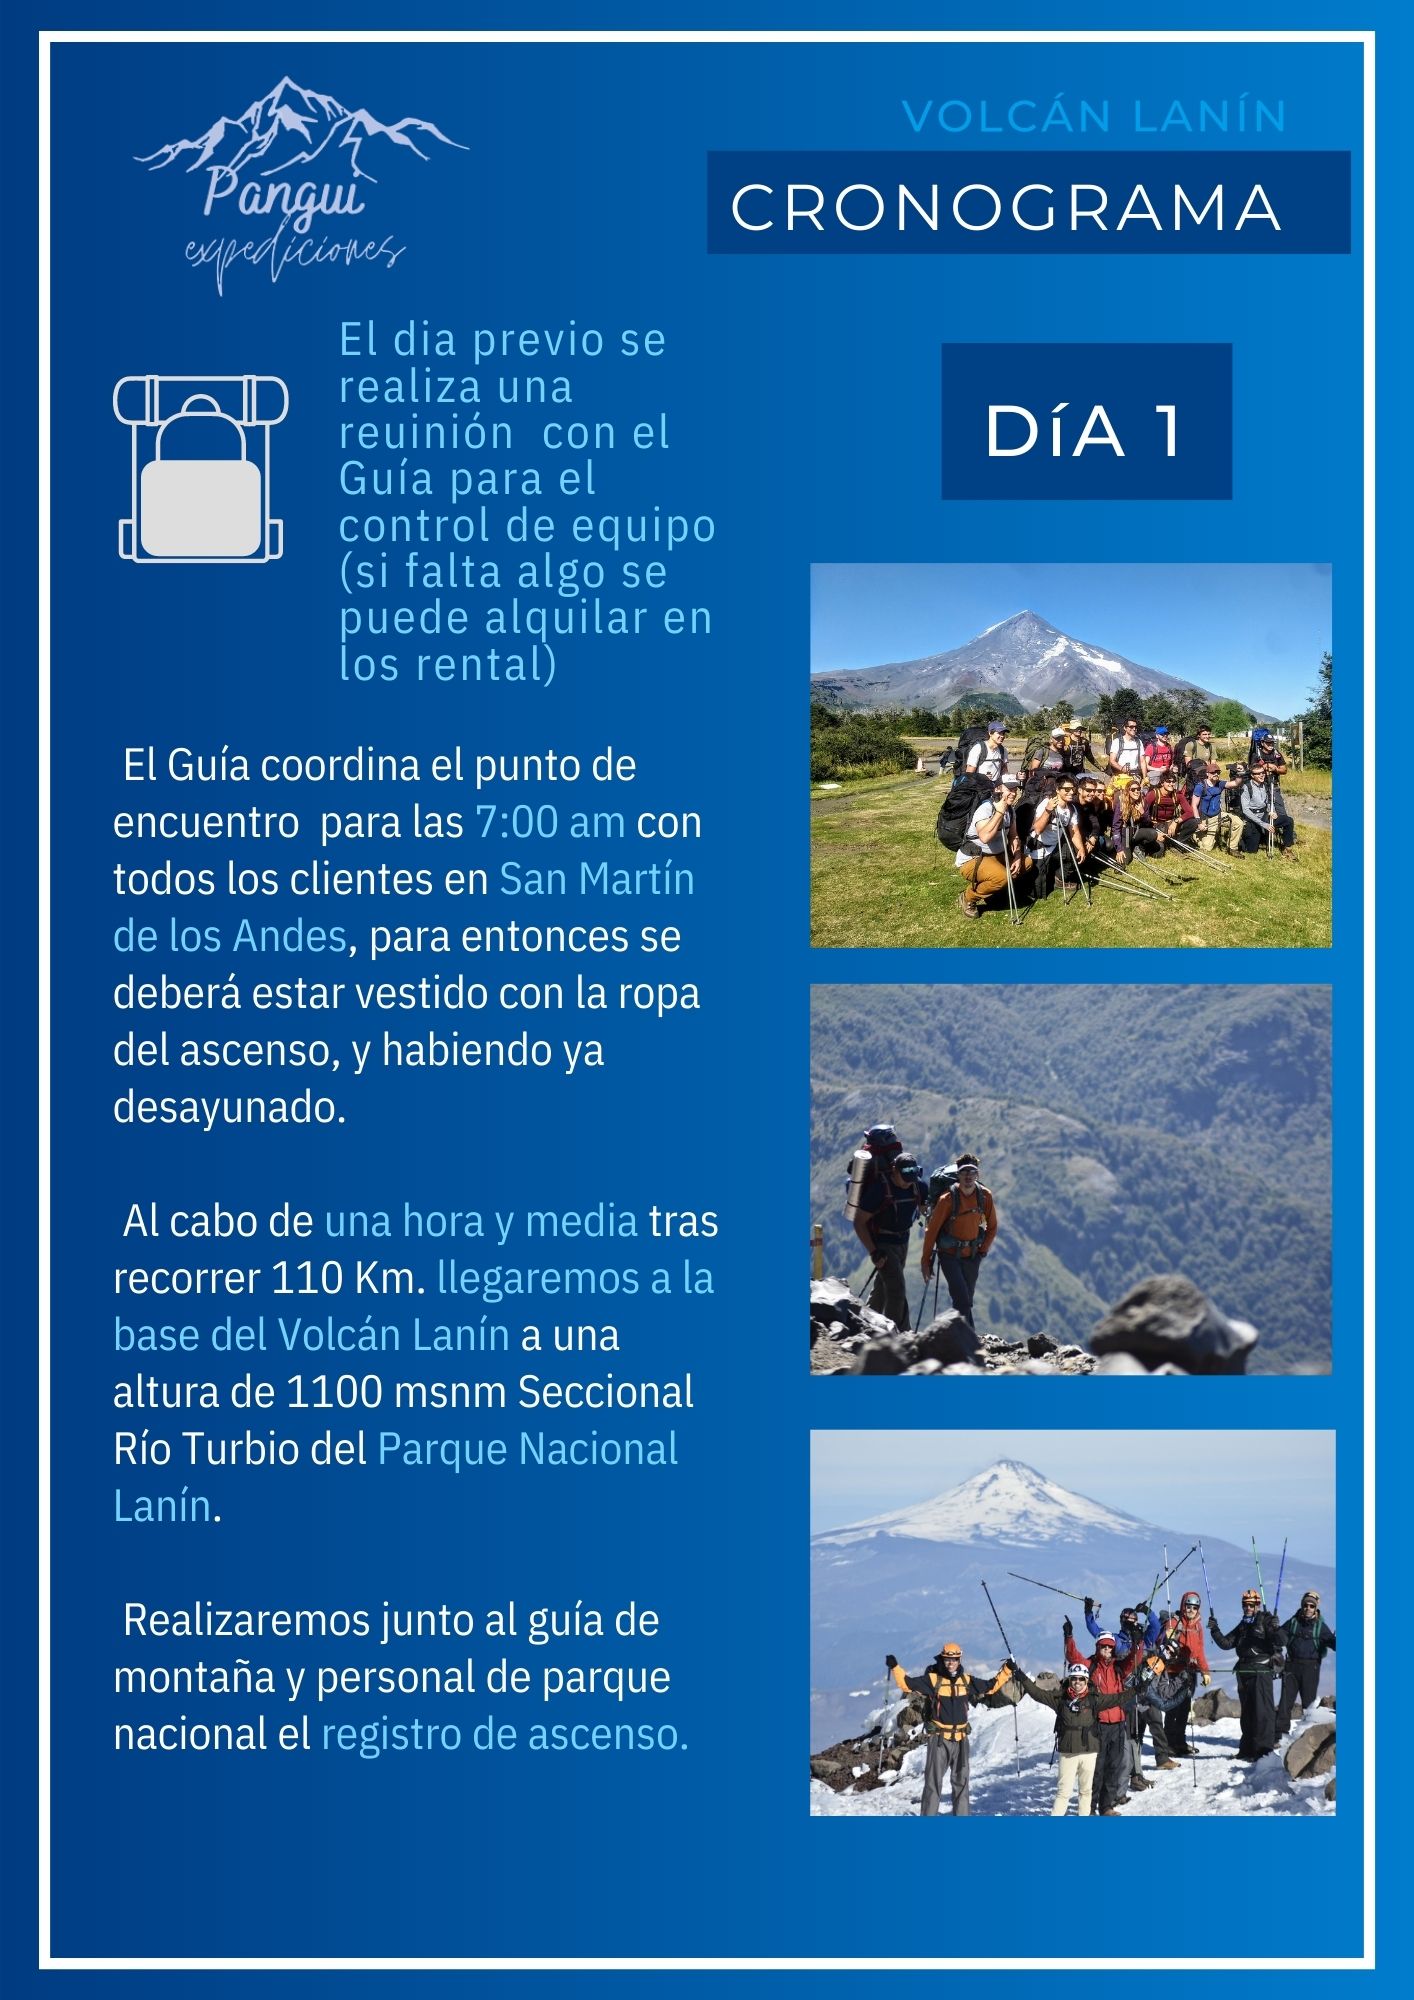 Pangui
expediciones
VOLCÁN LANÍN
CRONOGRAMA
El dia previo se
realiza una
reuinión con el
Guía para el
control de equipo
(si falta algo se
puede alquilar en
los rental)
DíA 1
El Guía coordina el punto de
encuentro para las 7:00 am con
todos los clientes en San Martín
de los Andes, para entonces se
deberá estar vestido con la ropa
del ascenso, y habiendo ya
desayunado.
Al cabo de una hora y media tras
recorrer 110 Km. llegaremos a la
base del Volcán Lanín a una
altura de 1100 msnm Seccional
Río Turbio del Parque Nacional
Lanín.
Realizaremos junto al guía de
montaña y personal de parque
nacional el registro de ascenso.